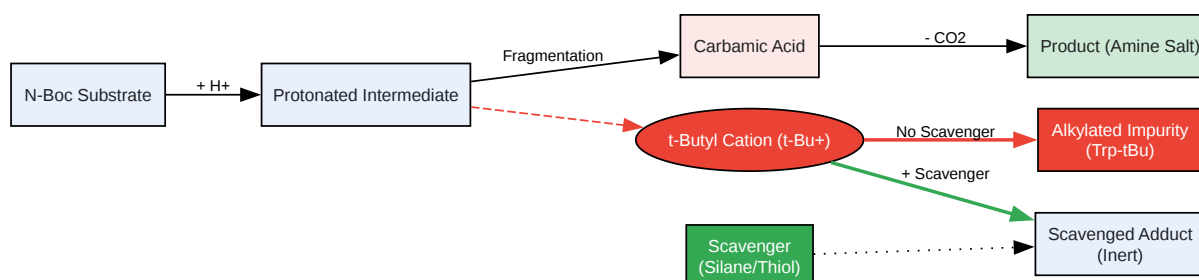 N-Boc Substrate
+ H+
Protonated Intermediate
Fragmentation
Carbamic Acid
- CO2
Product (Amine Salt)
t-Butyl Cation (t-Bu+)
No Scavenger
Alkylated Impurity
(Trp-tBu)
+ Scavenger
Scavenger
(Silane/Thiol)
Scavenged Adduct
(Inert)